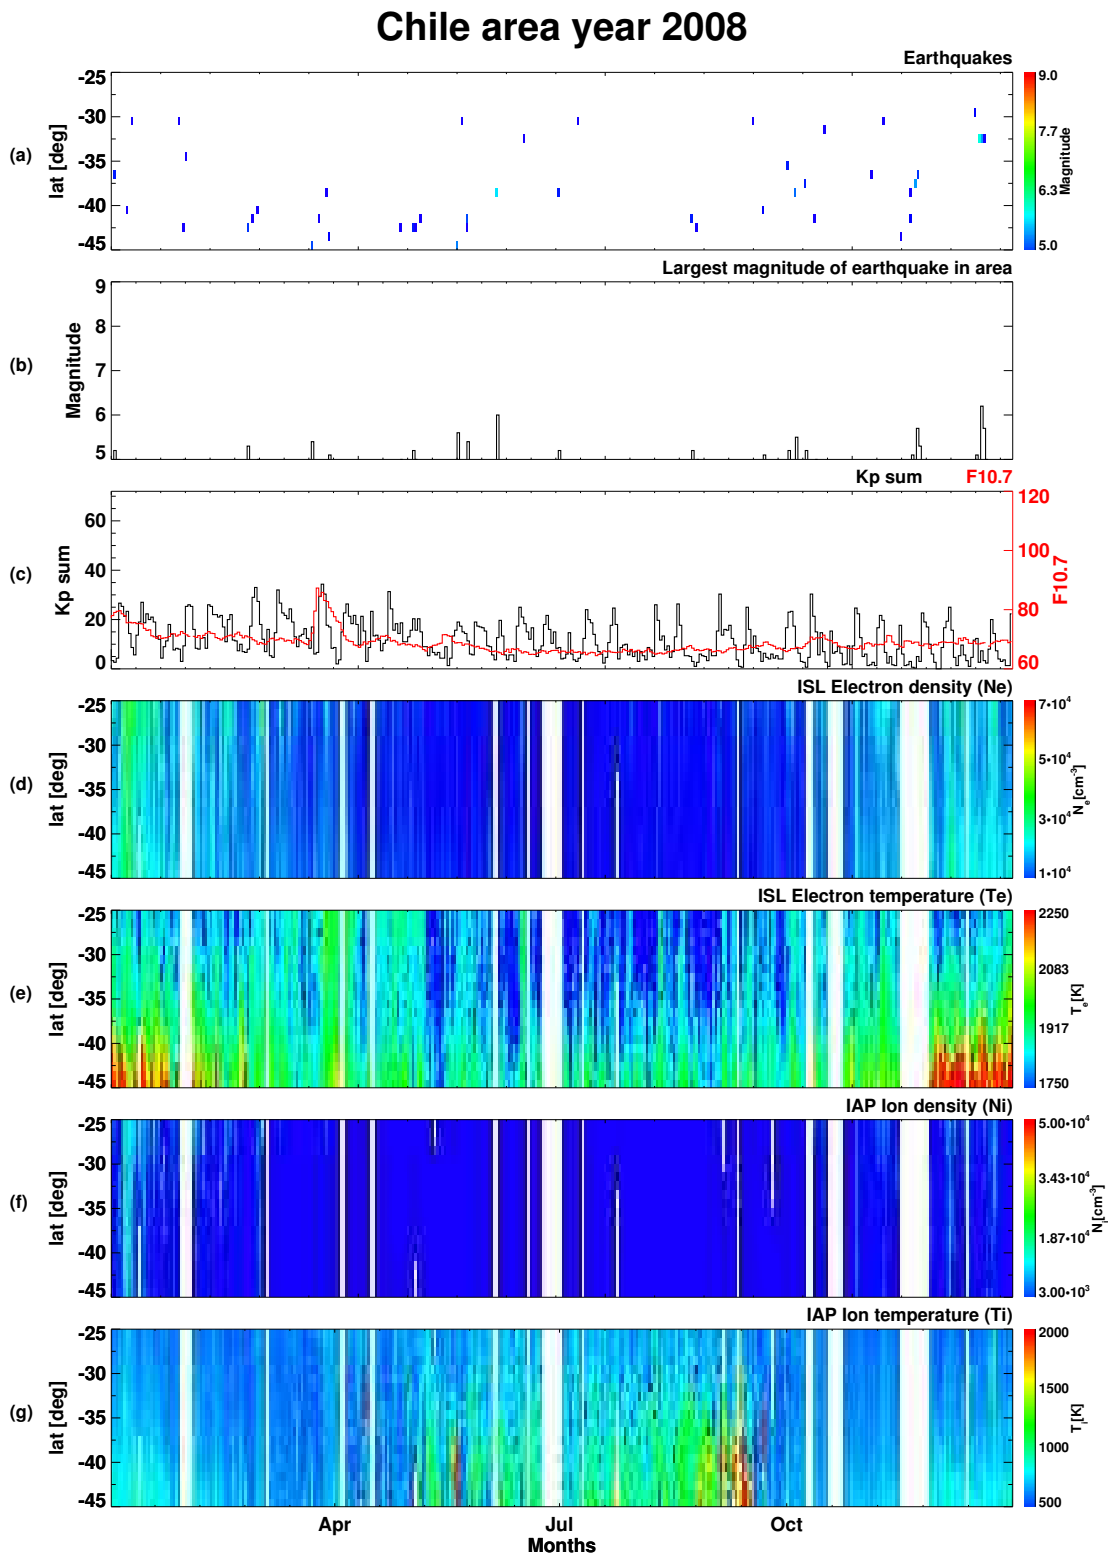 Chile area year 2008
Earthquakes
(a)
lat [deg]
-25
-30
-35
-40
-45
9.0
7.7
6.3
5.0
Magnitude
Largest magnitude of earthquake in area
(b)
Magnitude
9
8
7
6
5
Kp sum F10.7
(c)
Kp sum
60
40
20
0
120
100
80
60
F10.7
ISL Electron density (Ne)
(d)
lat [deg]
-25
-30
-35
-40
-45
7•10⁴
5•10⁴
3•10⁴
1•10⁴
Nₑ[cm⁻³]
ISL Electron temperature (Te)
(e)
lat [deg]
-25
-30
-35
-40
-45
2250
2083
1917
1750
Tₑ[K]
IAP Ion density (Ni)
(f)
lat [deg]
-25
-30
-35
-40
-45
5.00•10⁴
3.43•10⁴
1.87•10⁴
3.00•10³
Nᵢ[cm⁻³]
IAP Ion temperature (Ti)
(g)
lat [deg]
-25
-30
-35
-40
-45
2000
1500
1000
500
Tᵢ[K]
Apr Jul Oct
Months